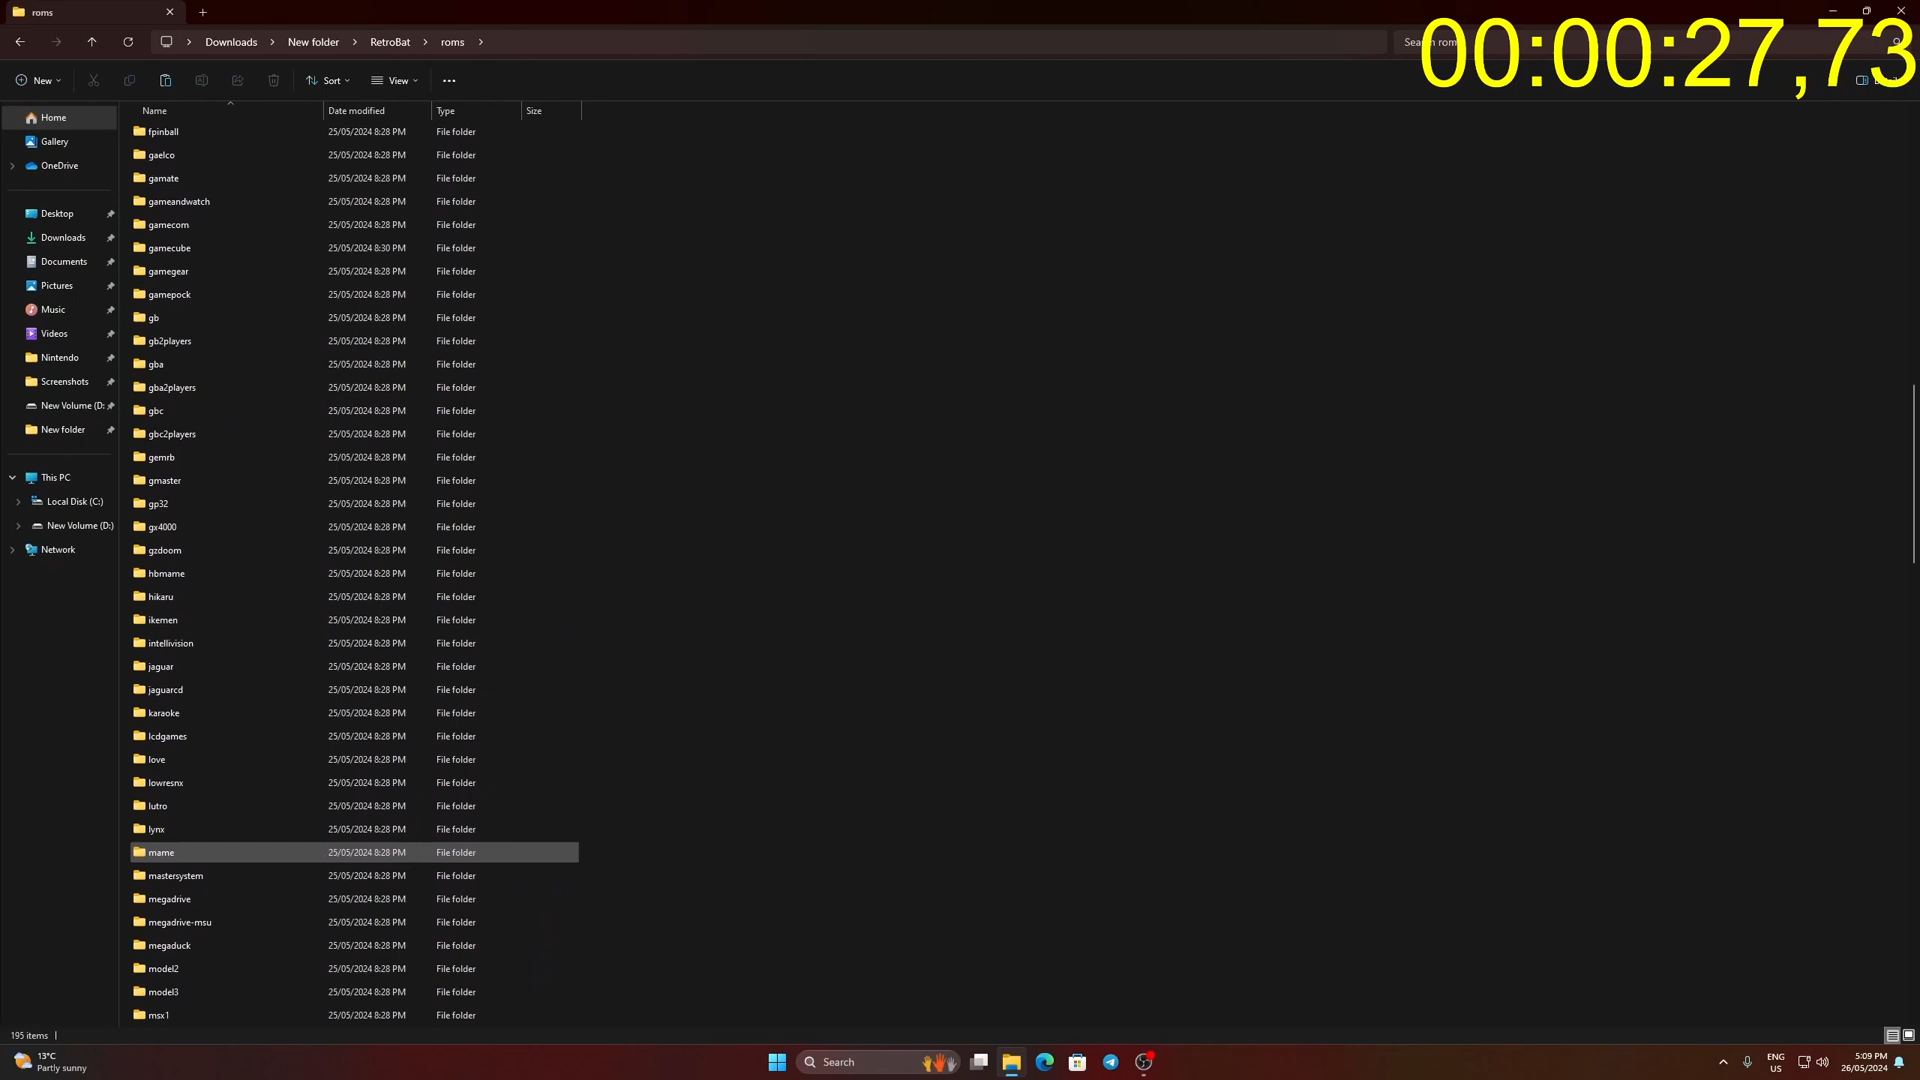 roms
00:00:27,73
Downloads
New folder
RetroBat
roms
Search rom
New
Sort
View
Name
Date modified
Type
Size
Home
Gallery
OneDrive
Desktop
Downloads
Documents
Pictures
Music
Videos
Nintendo
Screenshots
New Volume (D:
New folder
This PC
Local Disk (C:)
New Volume (D:)
Network
fpinball 25/05/2024 8:28 PM File folder
gaelco 25/05/2024 8:28 PM File folder
gamate 25/05/2024 8:28 PM File folder
gameandwatch 25/05/2024 8:28 PM File folder
gamecom 25/05/2024 8:28 PM File folder
gamecube 25/05/2024 8:30 PM File folder
gamegear 25/05/2024 8:28 PM File folder
gamepock 25/05/2024 8:28 PM File folder
gb 25/05/2024 8:28 PM File folder
gb2players 25/05/2024 8:28 PM File folder
gba 25/05/2024 8:28 PM File folder
gba2players 25/05/2024 8:28 PM File folder
gbc 25/05/2024 8:28 PM File folder
gbc2players 25/05/2024 8:28 PM File folder
gemrb 25/05/2024 8:28 PM File folder
gmaster 25/05/2024 8:28 PM File folder
gp32 25/05/2024 8:28 PM File folder
gx4000 25/05/2024 8:28 PM File folder
gzdoom 25/05/2024 8:28 PM File folder
hbmame 25/05/2024 8:28 PM File folder
hikaru 25/05/2024 8:28 PM File folder
ikemen 25/05/2024 8:28 PM File folder
intellivision 25/05/2024 8:28 PM File folder
jaguar 25/05/2024 8:28 PM File folder
jaguarcd 25/05/2024 8:28 PM File folder
karaoke 25/05/2024 8:28 PM File folder
lcdgames 25/05/2024 8:28 PM File folder
love 25/05/2024 8:28 PM File folder
lowresnx 25/05/2024 8:28 PM File folder
lutro 25/05/2024 8:28 PM File folder
lynx 25/05/2024 8:28 PM File folder
mame 25/05/2024 8:28 PM File folder
mastersystem 25/05/2024 8:28 PM File folder
megadrive 25/05/2024 8:28 PM File folder
megadrive-msu 25/05/2024 8:28 PM File folder
megaduck 25/05/2024 8:28 PM File folder
model2 25/05/2024 8:28 PM File folder
model3 25/05/2024 8:28 PM File folder
msx1 25/05/2024 8:28 PM File folder
195 items
13°C
Partly sunny
Search
ENG
US
5:09 PM
26/05/2024